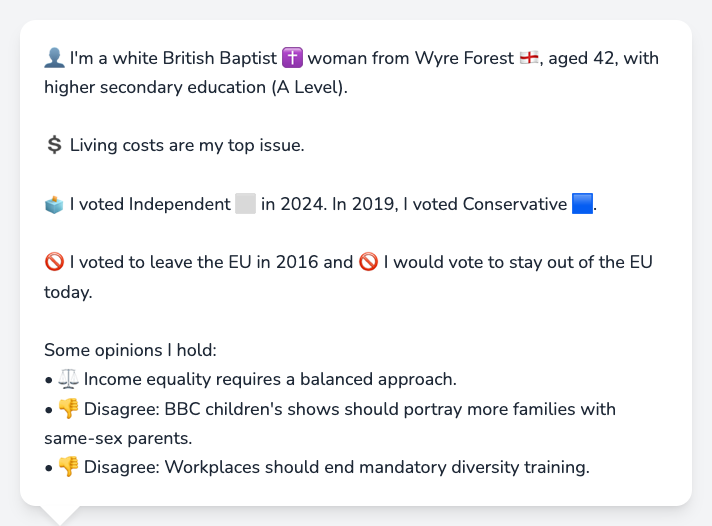 👤 I'm a white British Baptist ✝️ woman from Wyre Forest 🏴󠁧󠁢󠁥󠁮󠁧󠁿, aged 42, with
higher secondary education (A Level).
💲 Living costs are my top issue.
🗳️ I voted Independent ⬜ in 2024. In 2019, I voted Conservative 🟦.
🚫 I voted to leave the EU in 2016 and 🚫 I would vote to stay out of the EU
today.
Some opinions I hold:
• ⚖️ Income equality requires a balanced approach.
• 👎 Disagree: BBC children's shows should portray more families with
same-sex parents.
• 👎 Disagree: Workplaces should end mandatory diversity training.